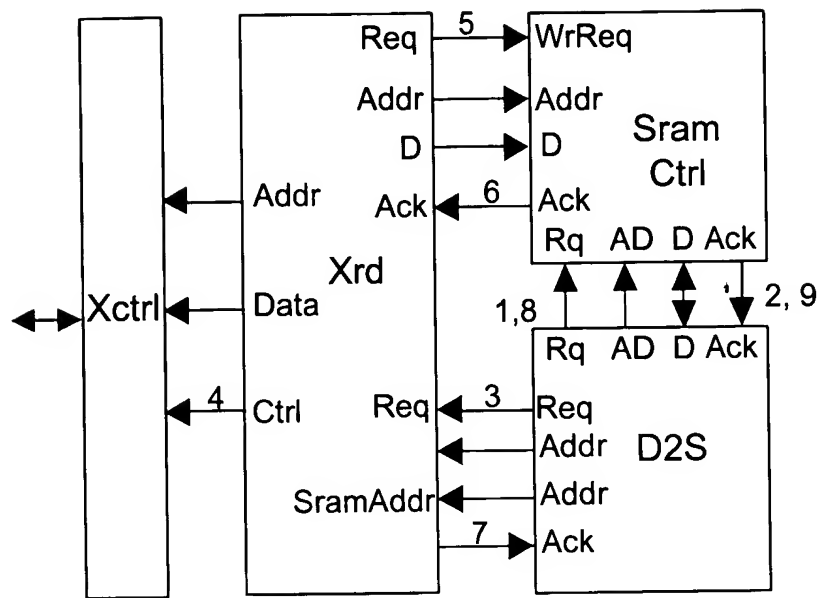 Req 5 WrReq
Addr Addr
D D
Sram
Ctrl
Addr Ack 6 Ack
Rq AD D Ack
Xrd
Xctrl Data 1,8 2, 9
Rq AD D Ack
4 Ctrl Req 3 Req
Addr D2S
SramAddr Addr
7 Ack